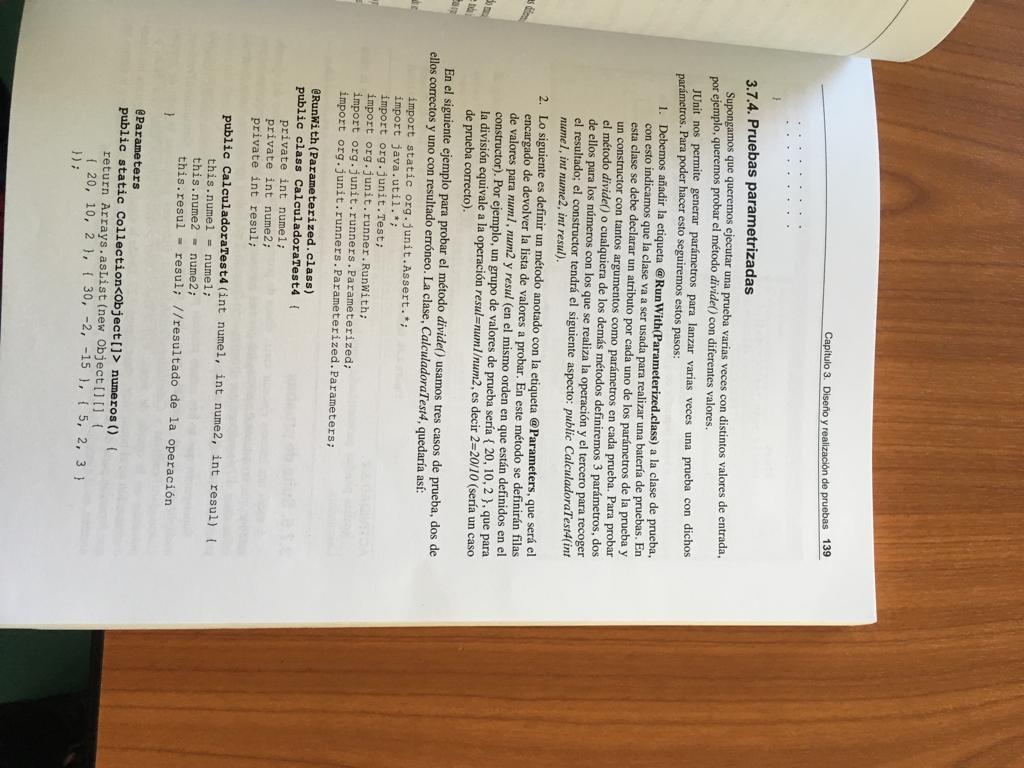 Capítulo 3. Diseño y realización de pruebas 139
. . . . . . . .
. . . . . . . .
}
3.7.4. Pruebas parametrizadas
Supongamos que queremos ejecutar una prueba varias veces con distintos valores de entrada,
por ejemplo, queremos probar el método divide() con diferentes valores.
JUnit nos permite generar parámetros para lanzar varias veces una prueba con dichos
parámetros. Para poder hacer esto seguiremos estos pasos:
1. Debemos añadir la etiqueta @RunWith(Parameterized.class) a la clase de prueba,
con esto indicamos que la clase va a ser usada para realizar una batería de pruebas. En
esta clase se debe declarar un atributo por cada uno de los parámetros de la prueba y
un constructor con tantos argumentos como parámetros en cada prueba. Para probar
el método divide() o cualquiera de los demás métodos definiremos 3 parámetros, dos
de ellos para los números con los que se realiza la operación y el tercero para recoger
el resultado; el constructor tendrá el siguiente aspecto: public CalculadoraTest4(int
nume1, int nume2, int resul).
2. Lo siguiente es definir un método anotado con la etiqueta @Parameters, que será el
encargado de devolver la lista de valores a probar. En este método se definirán filas
de valores para num1, num2 y resul (en el mismo orden en que están definidos en el
constructor). Por ejemplo, un grupo de valores de prueba sería { 20, 10, 2 }, que para
la división equivale a la operación resul=num1/num2, es decir 2=20/10 (sería un caso
de prueba correcto).
En el siguiente ejemplo para probar el método divide() usamos tres casos de prueba, dos de
ellos correctos y uno con resultado erróneo. La clase, CalculadoraTest4, quedaría así:
import static org.junit.Assert.*;
import java.util.*;
import org.junit.Test;
import org.junit.runner.RunWith;
import org.junit.runners.Parameterized;
import org.junit.runners.Parameterized.Parameters;
@RunWith(Parameterized.class)
public class CalculadoraTest4 {
private int nume1;
private int nume2;
private int resul;
public CalculadoraTest4(int nume1, int nume2, int resul) {
this.nume1 = nume1;
this.nume2 = nume2;
this.resul = resul; //resultado de la operación
}
@Parameters
public static Collection<Object[]> numeros() {
return Arrays.asList(new Object[][] {
{ 20, 10, 2 }, { 30, -2, -15 }, { 5, 2, 3 }
});